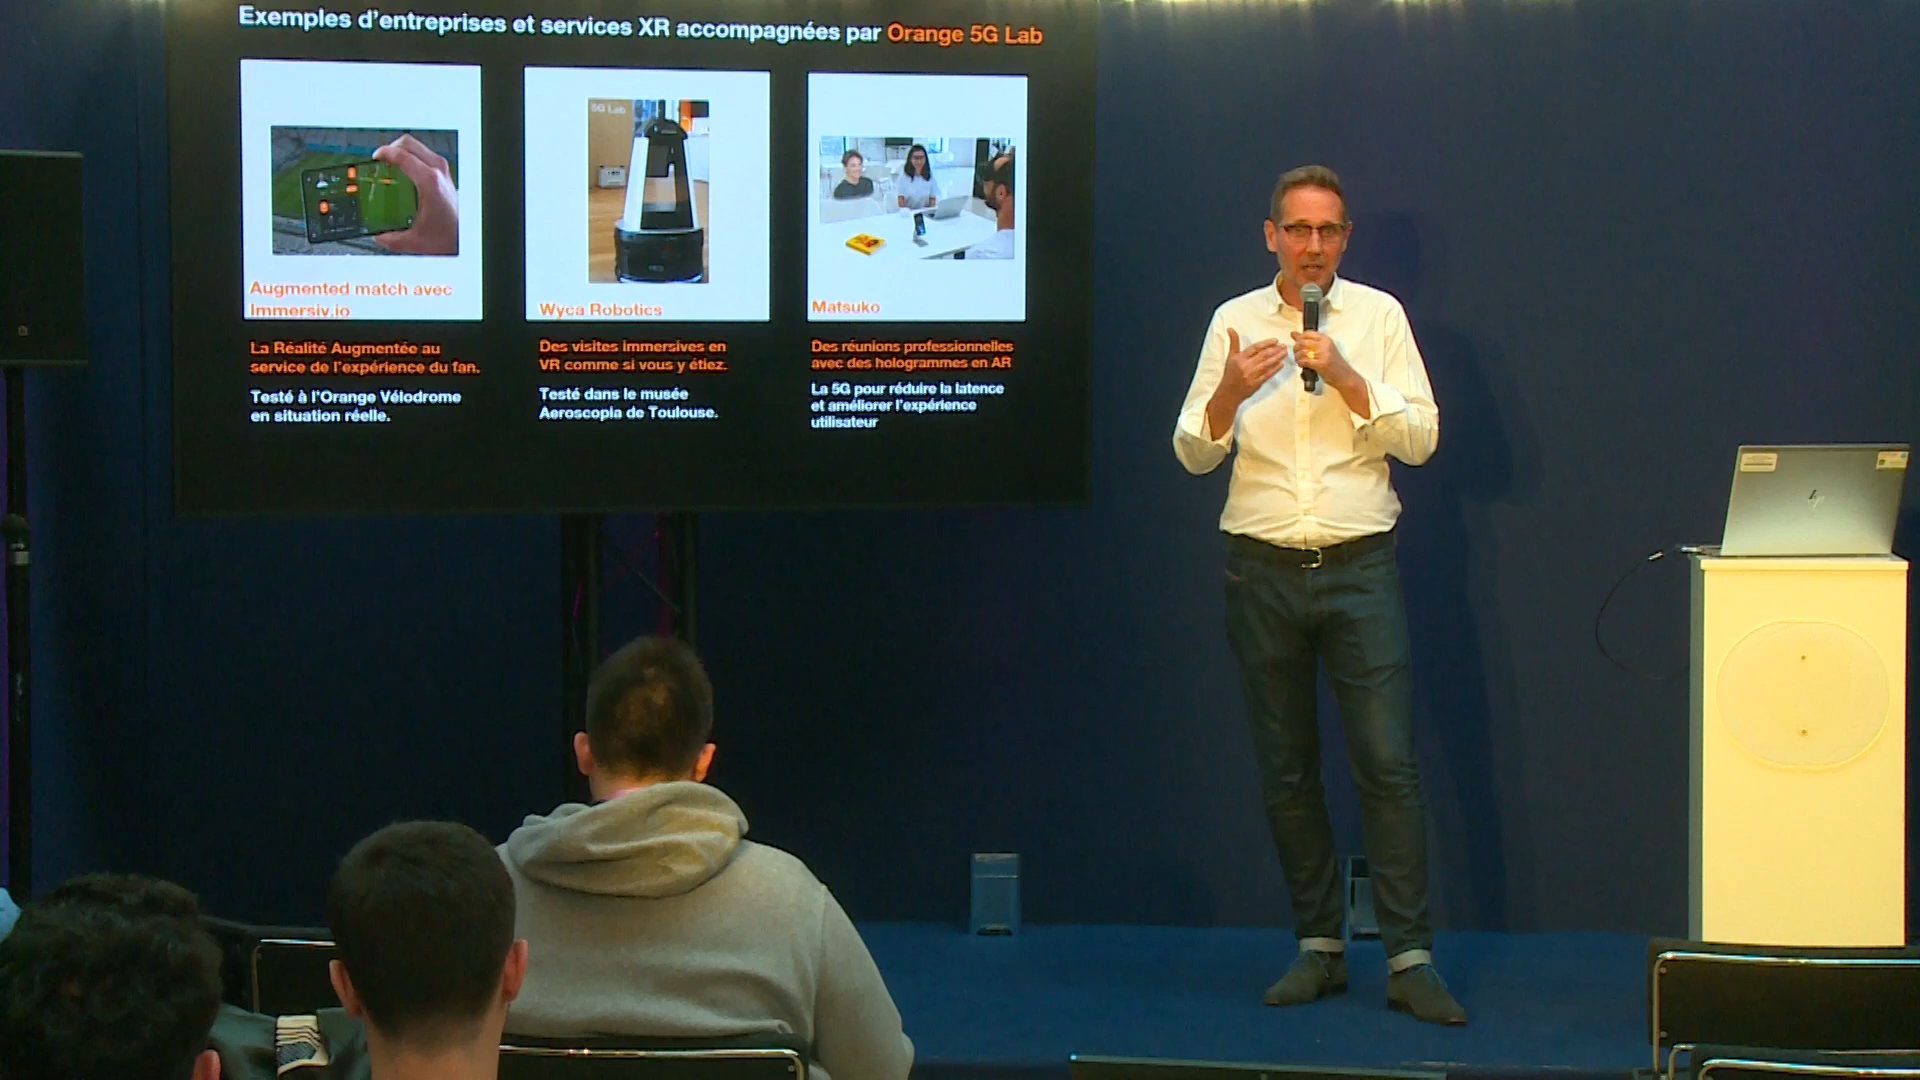 Exemples d'entreprises et services XR accompagnées par Orange 5G Lab
5G Lab
Augmented match avec
Immersiv.io
La Réalité Augmentée au
service de l'expérience du fan.
Testé à l'Orange Vélodrome
en situation réelle.
Wyca Robotics
Des visites immersives en
VR comme si vous y étiez.
Testé dans le musée
Aeroscopia de Toulouse.
Matsuko
Des réunions professionnelles
avec des hologrammes en AR
La 5G pour réduire la latence
et améliorer l'expérience
utilisateur
hp